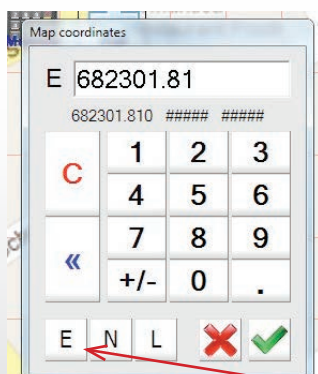 Map coordinates
E 682301.81
682301.810 ##### #####
C 1 2 3
4 5 6
« 7 8 9
+/- 0 .
E N L